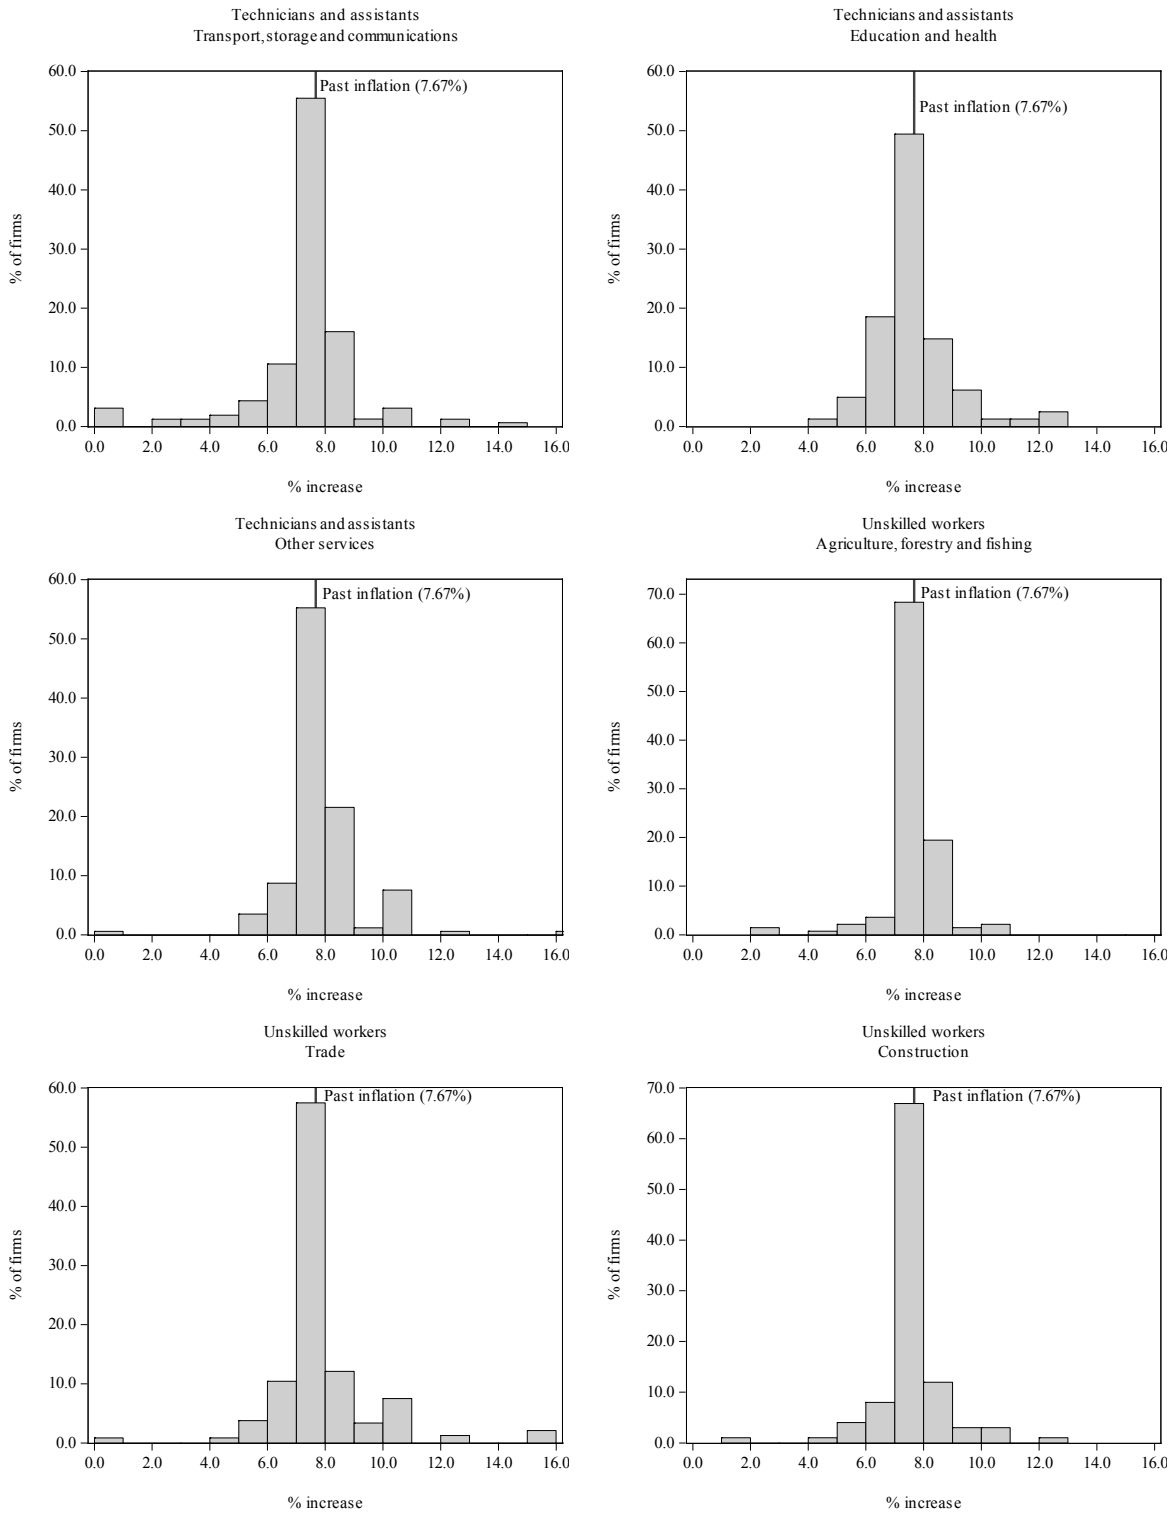 Technicians and assistants
Transport, storage and communications
60.0
50.0
40.0
30.0
20.0
10.0
0.0
% of firms
Past inflation (7.67%)
0.0 2.0 4.0 6.0 8.0 10.0 12.0 14.0 16.0
% increase
Technicians and assistants
Education and health
60.0
50.0
40.0
30.0
20.0
10.0
0.0
% of firms
Past inflation (7.67%)
0.0 2.0 4.0 6.0 8.0 10.0 12.0 14.0 16.0
% increase
Technicians and assistants
Other services
60.0
50.0
40.0
30.0
20.0
10.0
0.0
% of firms
Past inflation (7.67%)
0.0 2.0 4.0 6.0 8.0 10.0 12.0 14.0 16.0
% increase
Unskilled workers
Agriculture, forestry and fishing
70.0
60.0
50.0
40.0
30.0
20.0
10.0
0.0
% of firms
Past inflation (7.67%)
0.0 2.0 4.0 6.0 8.0 10.0 12.0 14.0 16.0
% increase
Unskilled workers
Trade
60.0
50.0
40.0
30.0
20.0
10.0
0.0
% of firms
Past inflation (7.67%)
0.0 2.0 4.0 6.0 8.0 10.0 12.0 14.0 16.0
% increase
Unskilled workers
Construction
70.0
60.0
50.0
40.0
30.0
20.0
10.0
0.0
% of firms
Past inflation (7.67%)
0.0 2.0 4.0 6.0 8.0 10.0 12.0 14.0 16.0
% increase